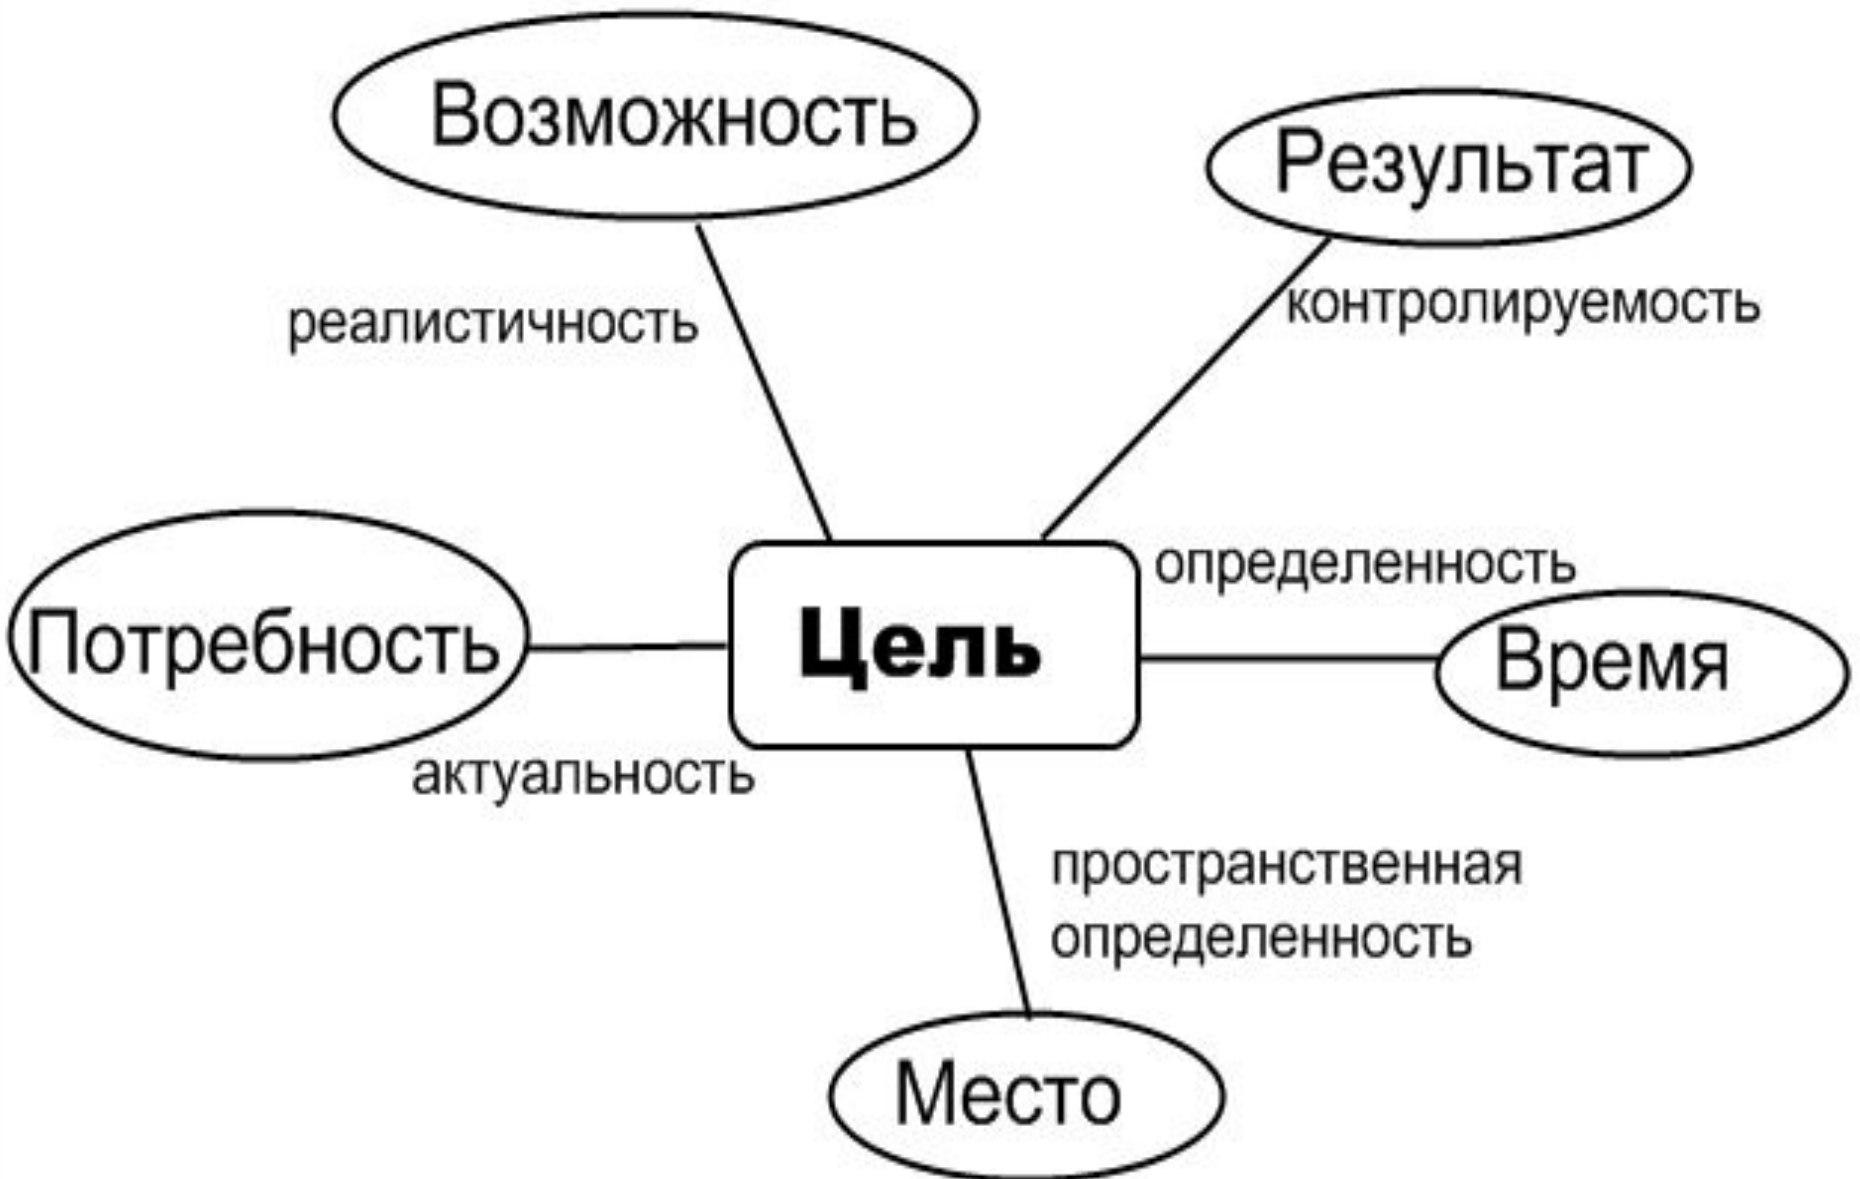 Возможность
Результат
реалистичность
контролируемость
определенность
Потребность
Цель
Время
актуальность
пространственная
определенность
Место